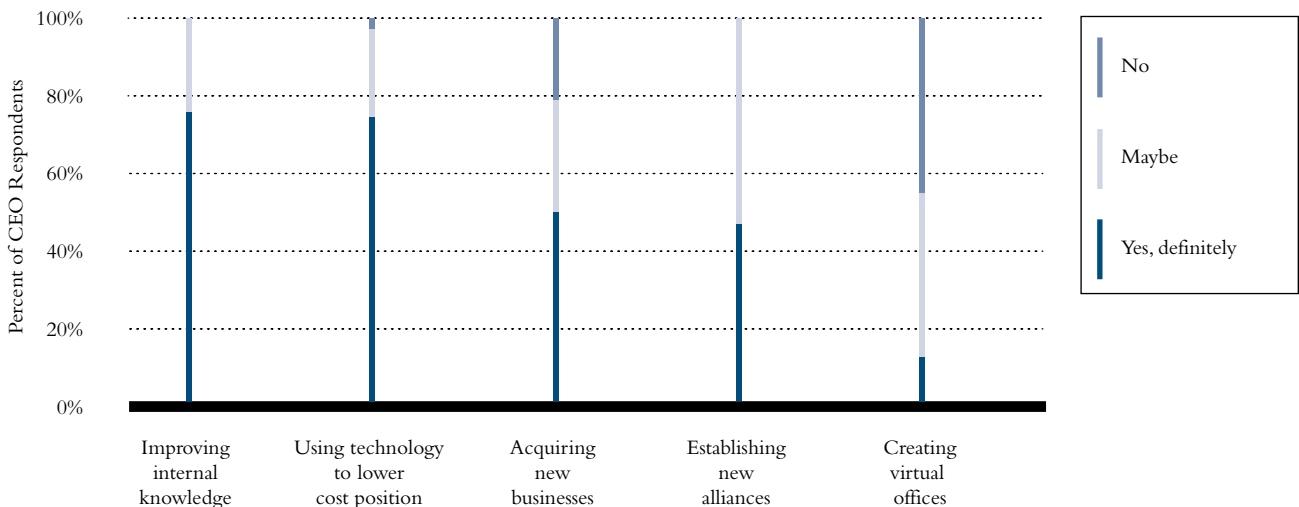 100%
80%
60%
40%
20%
0%
Percent of CEO Respondents
Improving
internal
knowledge
Using technology
to lower
cost position
Acquiring
new
businesses
Establishing
new
alliances
Creating
virtual
offices
No
Maybe
Yes, definitely